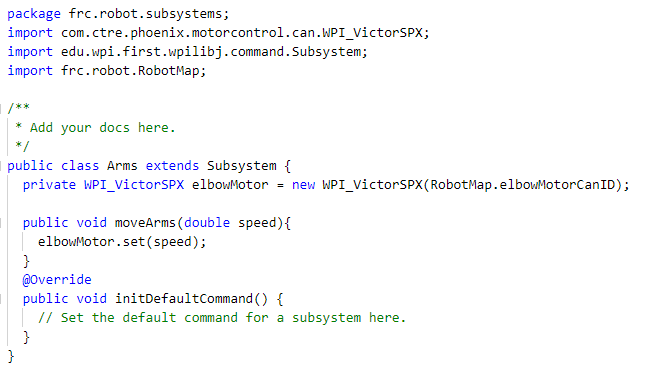 package frc.robot.subsystems;
import com.ctre.phoenix.motorcontrol.can.WPI_VictorSPX;
import edu.wpi.first.wpilibj.command.Subsystem;
import frc.robot.RobotMap;

/**
 * Add your docs here.
 */
public class Arms extends Subsystem {
  private WPI_VictorSPX elbowMotor = new WPI_VictorSPX(RobotMap.elbowMotorCanID);

  public void moveArms(double speed){
    elbowMotor.set(speed);
  }
  @Override
  public void initDefaultCommand() {
    // Set the default command for a subsystem here.
  }
}